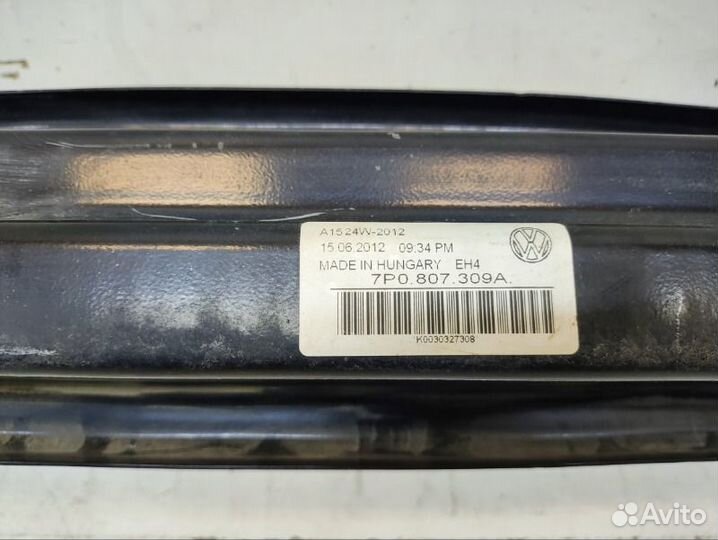 A1524W-2012
15.06.2012 09:34 PM
MADE IN HUNGARY EH4
7P0.807.309A.
K0030327308
Avito